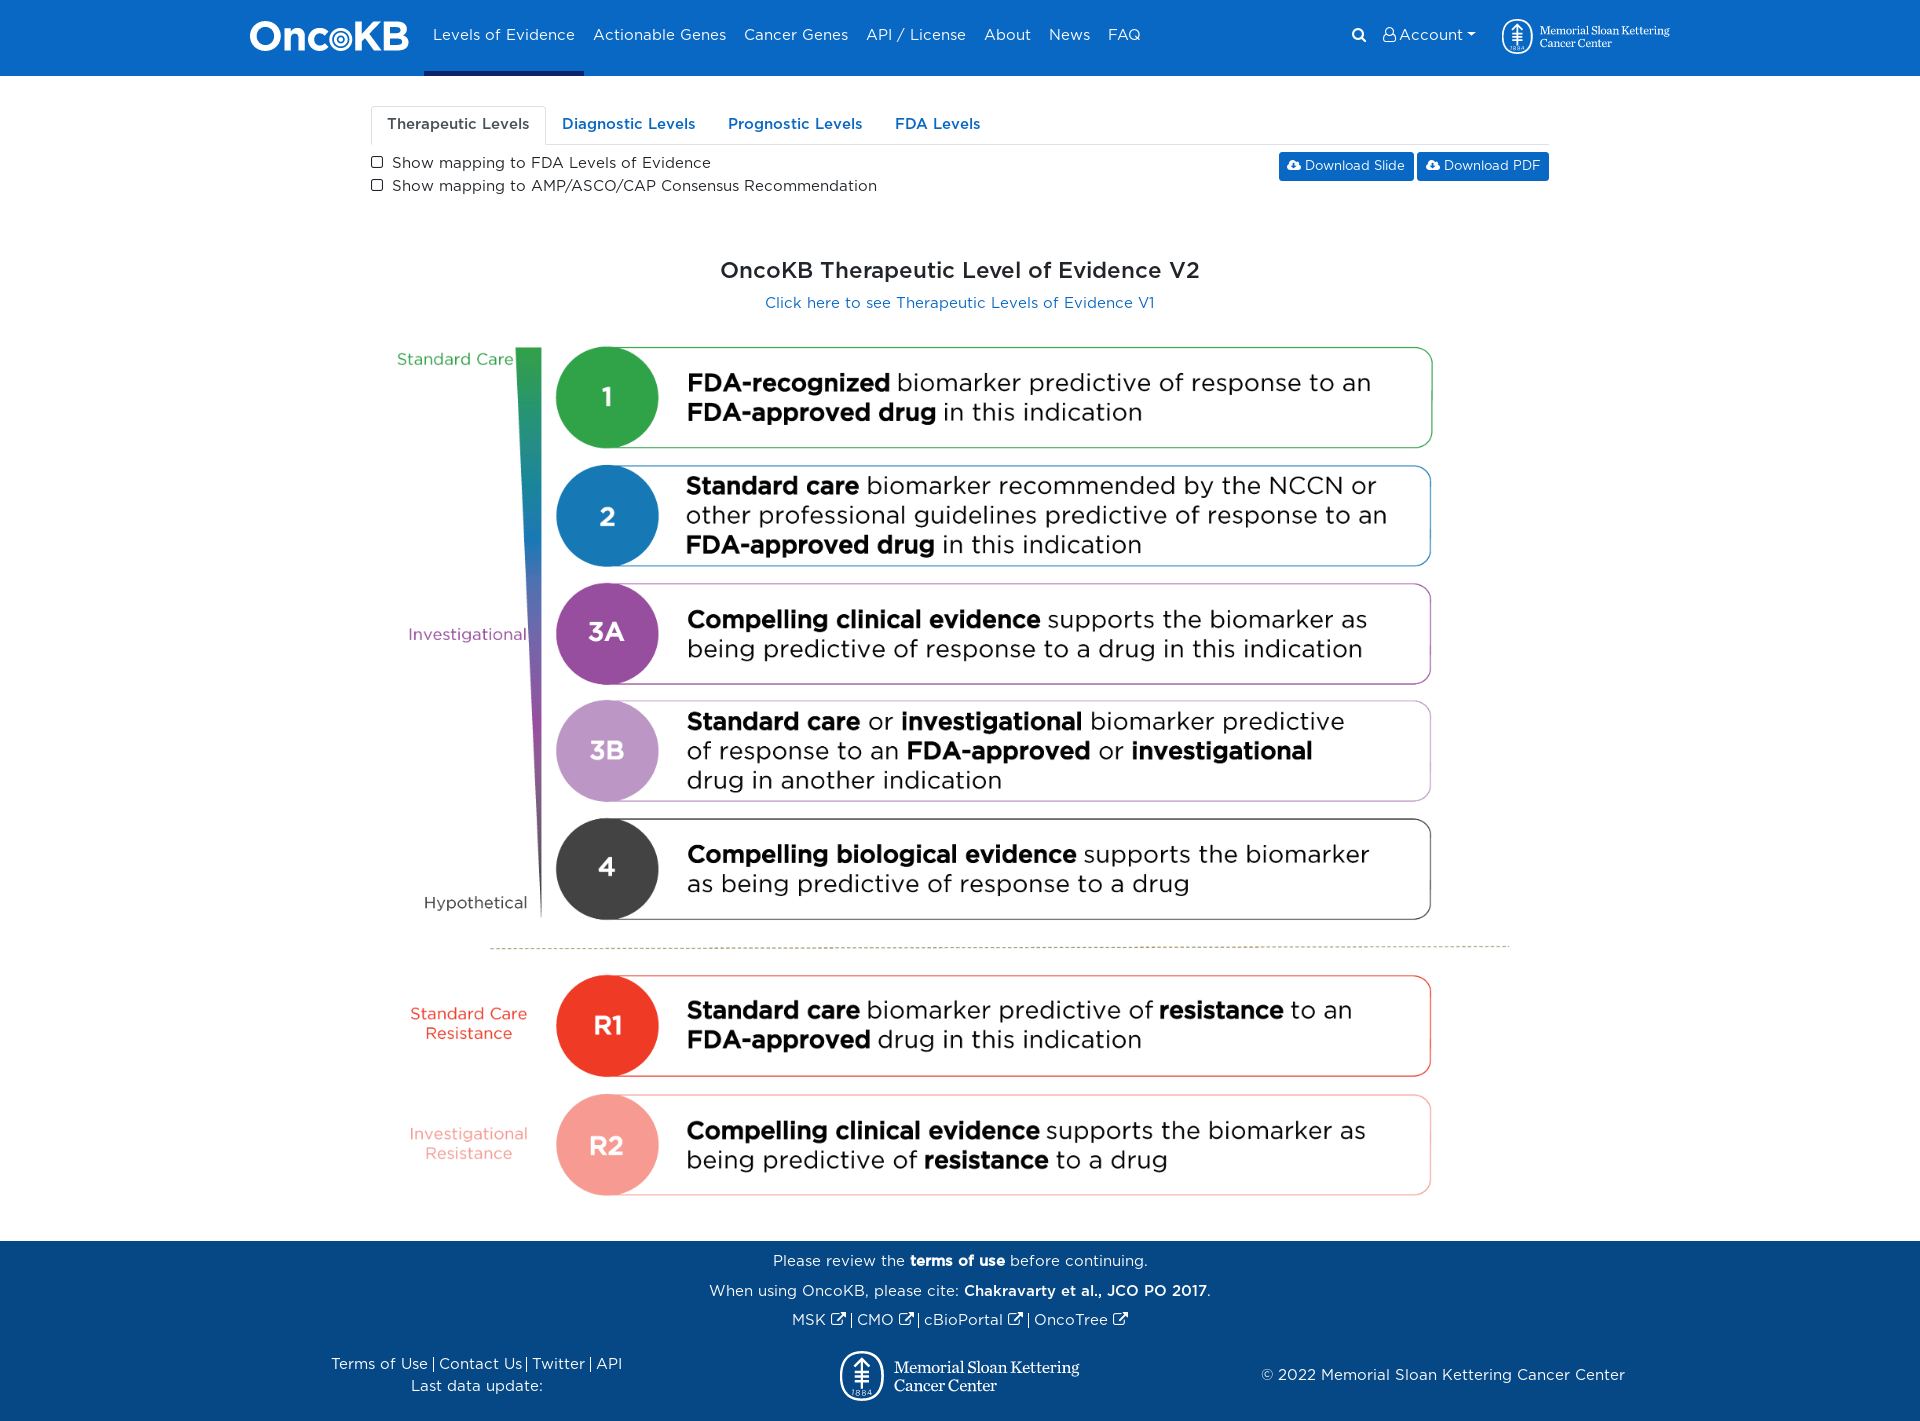 OncoKB Levels of Evidence Actionable Genes Cancer Genes API / License About News FAQ Account Memorial Sloan Kettering
Cancer Center
1884
Therapeutic Levels Diagnostic Levels Prognostic Levels FDA Levels
Show mapping to FDA Levels of Evidence
Show mapping to AMP/ASCO/CAP Consensus Recommendation
Download Slide Download PDF
OncoKB Therapeutic Level of Evidence V2
Click here to see Therapeutic Levels of Evidence V1
Standard Care
1
FDA-recognized biomarker predictive of response to an
FDA-approved drug in this indication
2
Standard care biomarker recommended by the NCCN or
other professional guidelines predictive of response to an
FDA-approved drug in this indication
Investigational
3A
Compelling clinical evidence supports the biomarker as
being predictive of response to a drug in this indication
3B
Standard care or investigational biomarker predictive
of response to an FDA-approved or investigational
drug in another indication
Hypothetical
4
Compelling biological evidence supports the biomarker
as being predictive of response to a drug
Standard Care
Resistance
R1
Standard care biomarker predictive of resistance to an
FDA-approved drug in this indication
Investigational
Resistance
R2
Compelling clinical evidence supports the biomarker as
being predictive of resistance to a drug
Please review the terms of use before continuing.
When using OncoKB, please cite: Chakravarty et al., JCO PO 2017.
MSK | CMO | cBioPortal | OncoTree
Terms of Use | Contact Us | Twitter | API
Last data update:
1884
Memorial Sloan Kettering
Cancer Center
© 2022 Memorial Sloan Kettering Cancer Center